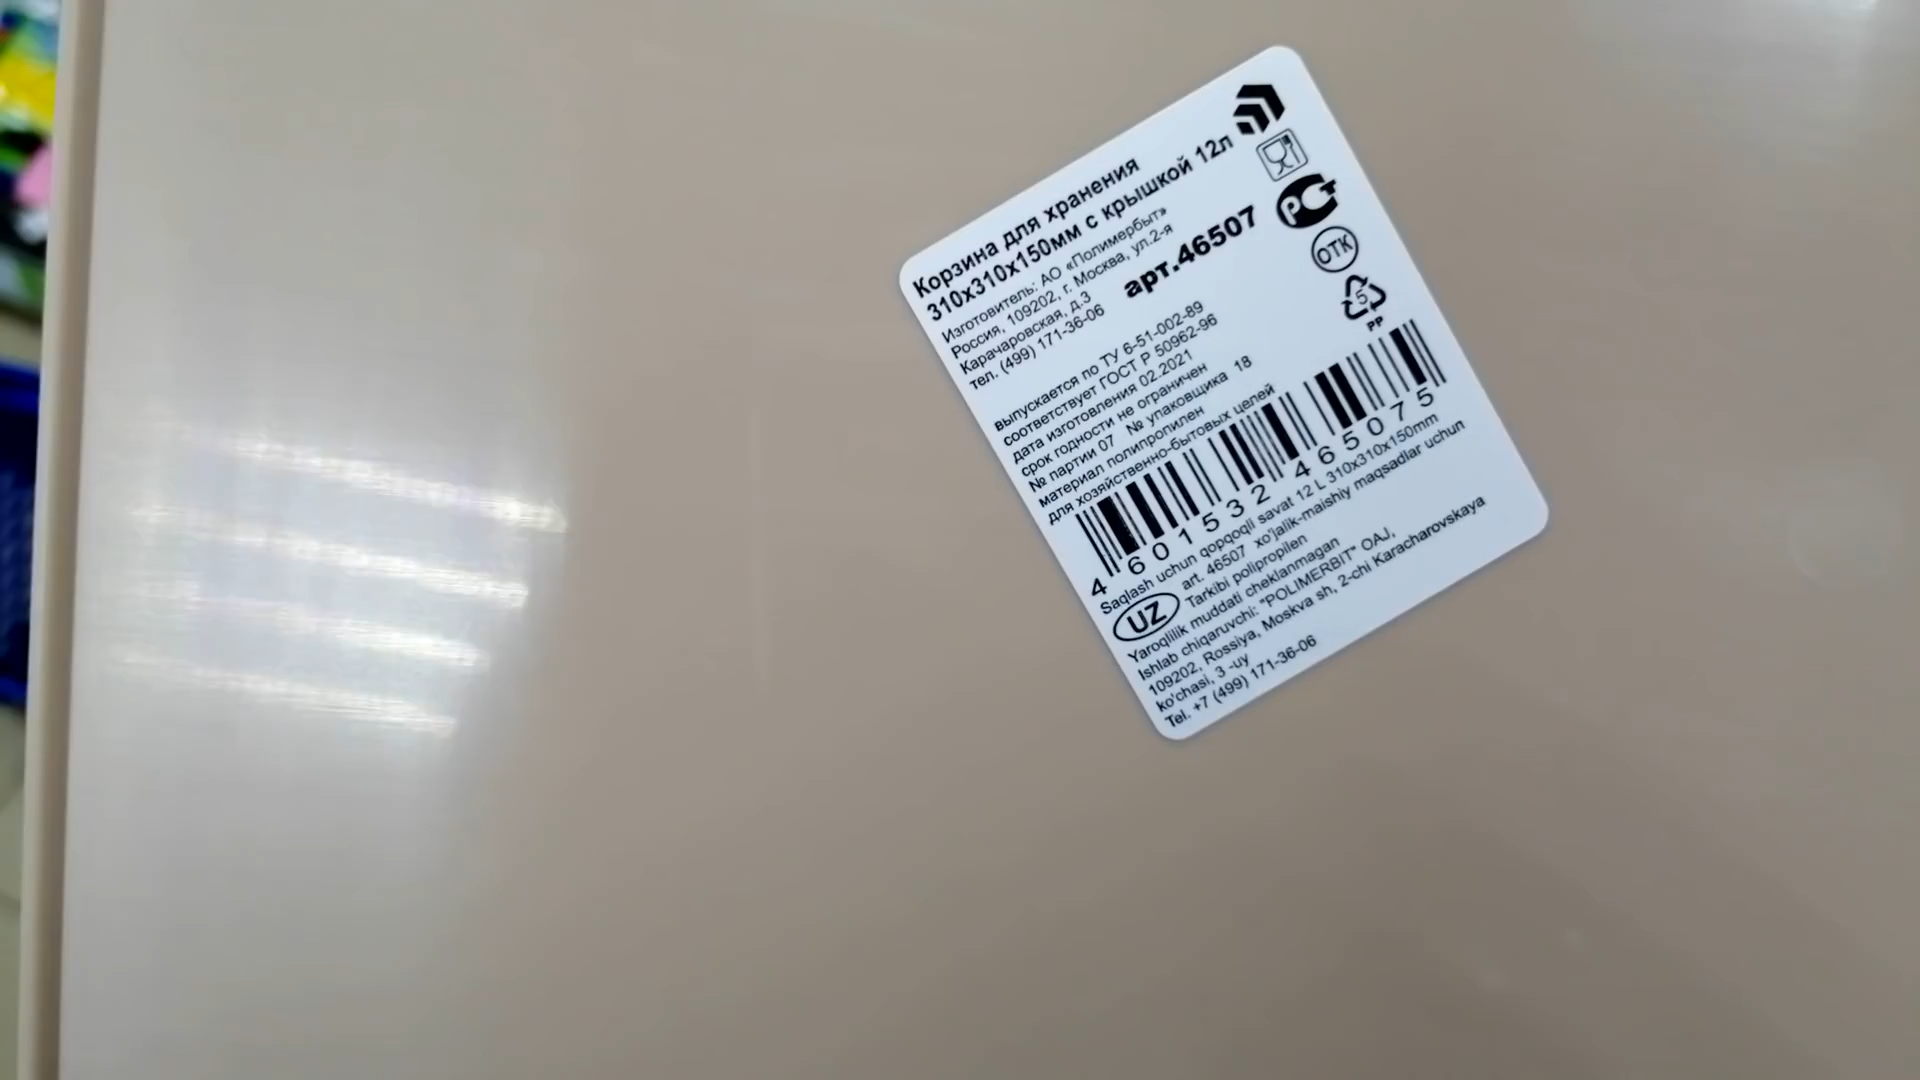 Корзина для хранения
310х310х150мм с крышкой 12л
Изготовитель: АО «Полимербыт»
Россия, 109202, г. Москва, ул.2-я
Карачаровская, д.3
тел. (499) 171-36-06
арт.46507
РСТ
ОТК
5
PP
выпускается по ТУ 6-51-002-89
соответствует ГОСТ Р 50962-96
дата изготовления 02.2021
срок годности не ограничен
№ партии 07 № упаковщика 18
материал полипропилен
для хозяйственно-бытовых целей
4 601532 465075
Saqlash uchun qopqoqli savat 12 L 310x310x150mm
art. 46507 xo'jalik-maishiy maqsadlar uchun
UZ
Tarkibi polipropilen
Yaroqlilik muddati cheklanmagan
Ishlab chiqaruvchi: "POLIMERBIT" OAJ,
109202, Rossiya, Moskva sh, 2-chi Karacharovskaya
ko'chasi, 3 -uy
Tel. +7 (499) 171-36-06